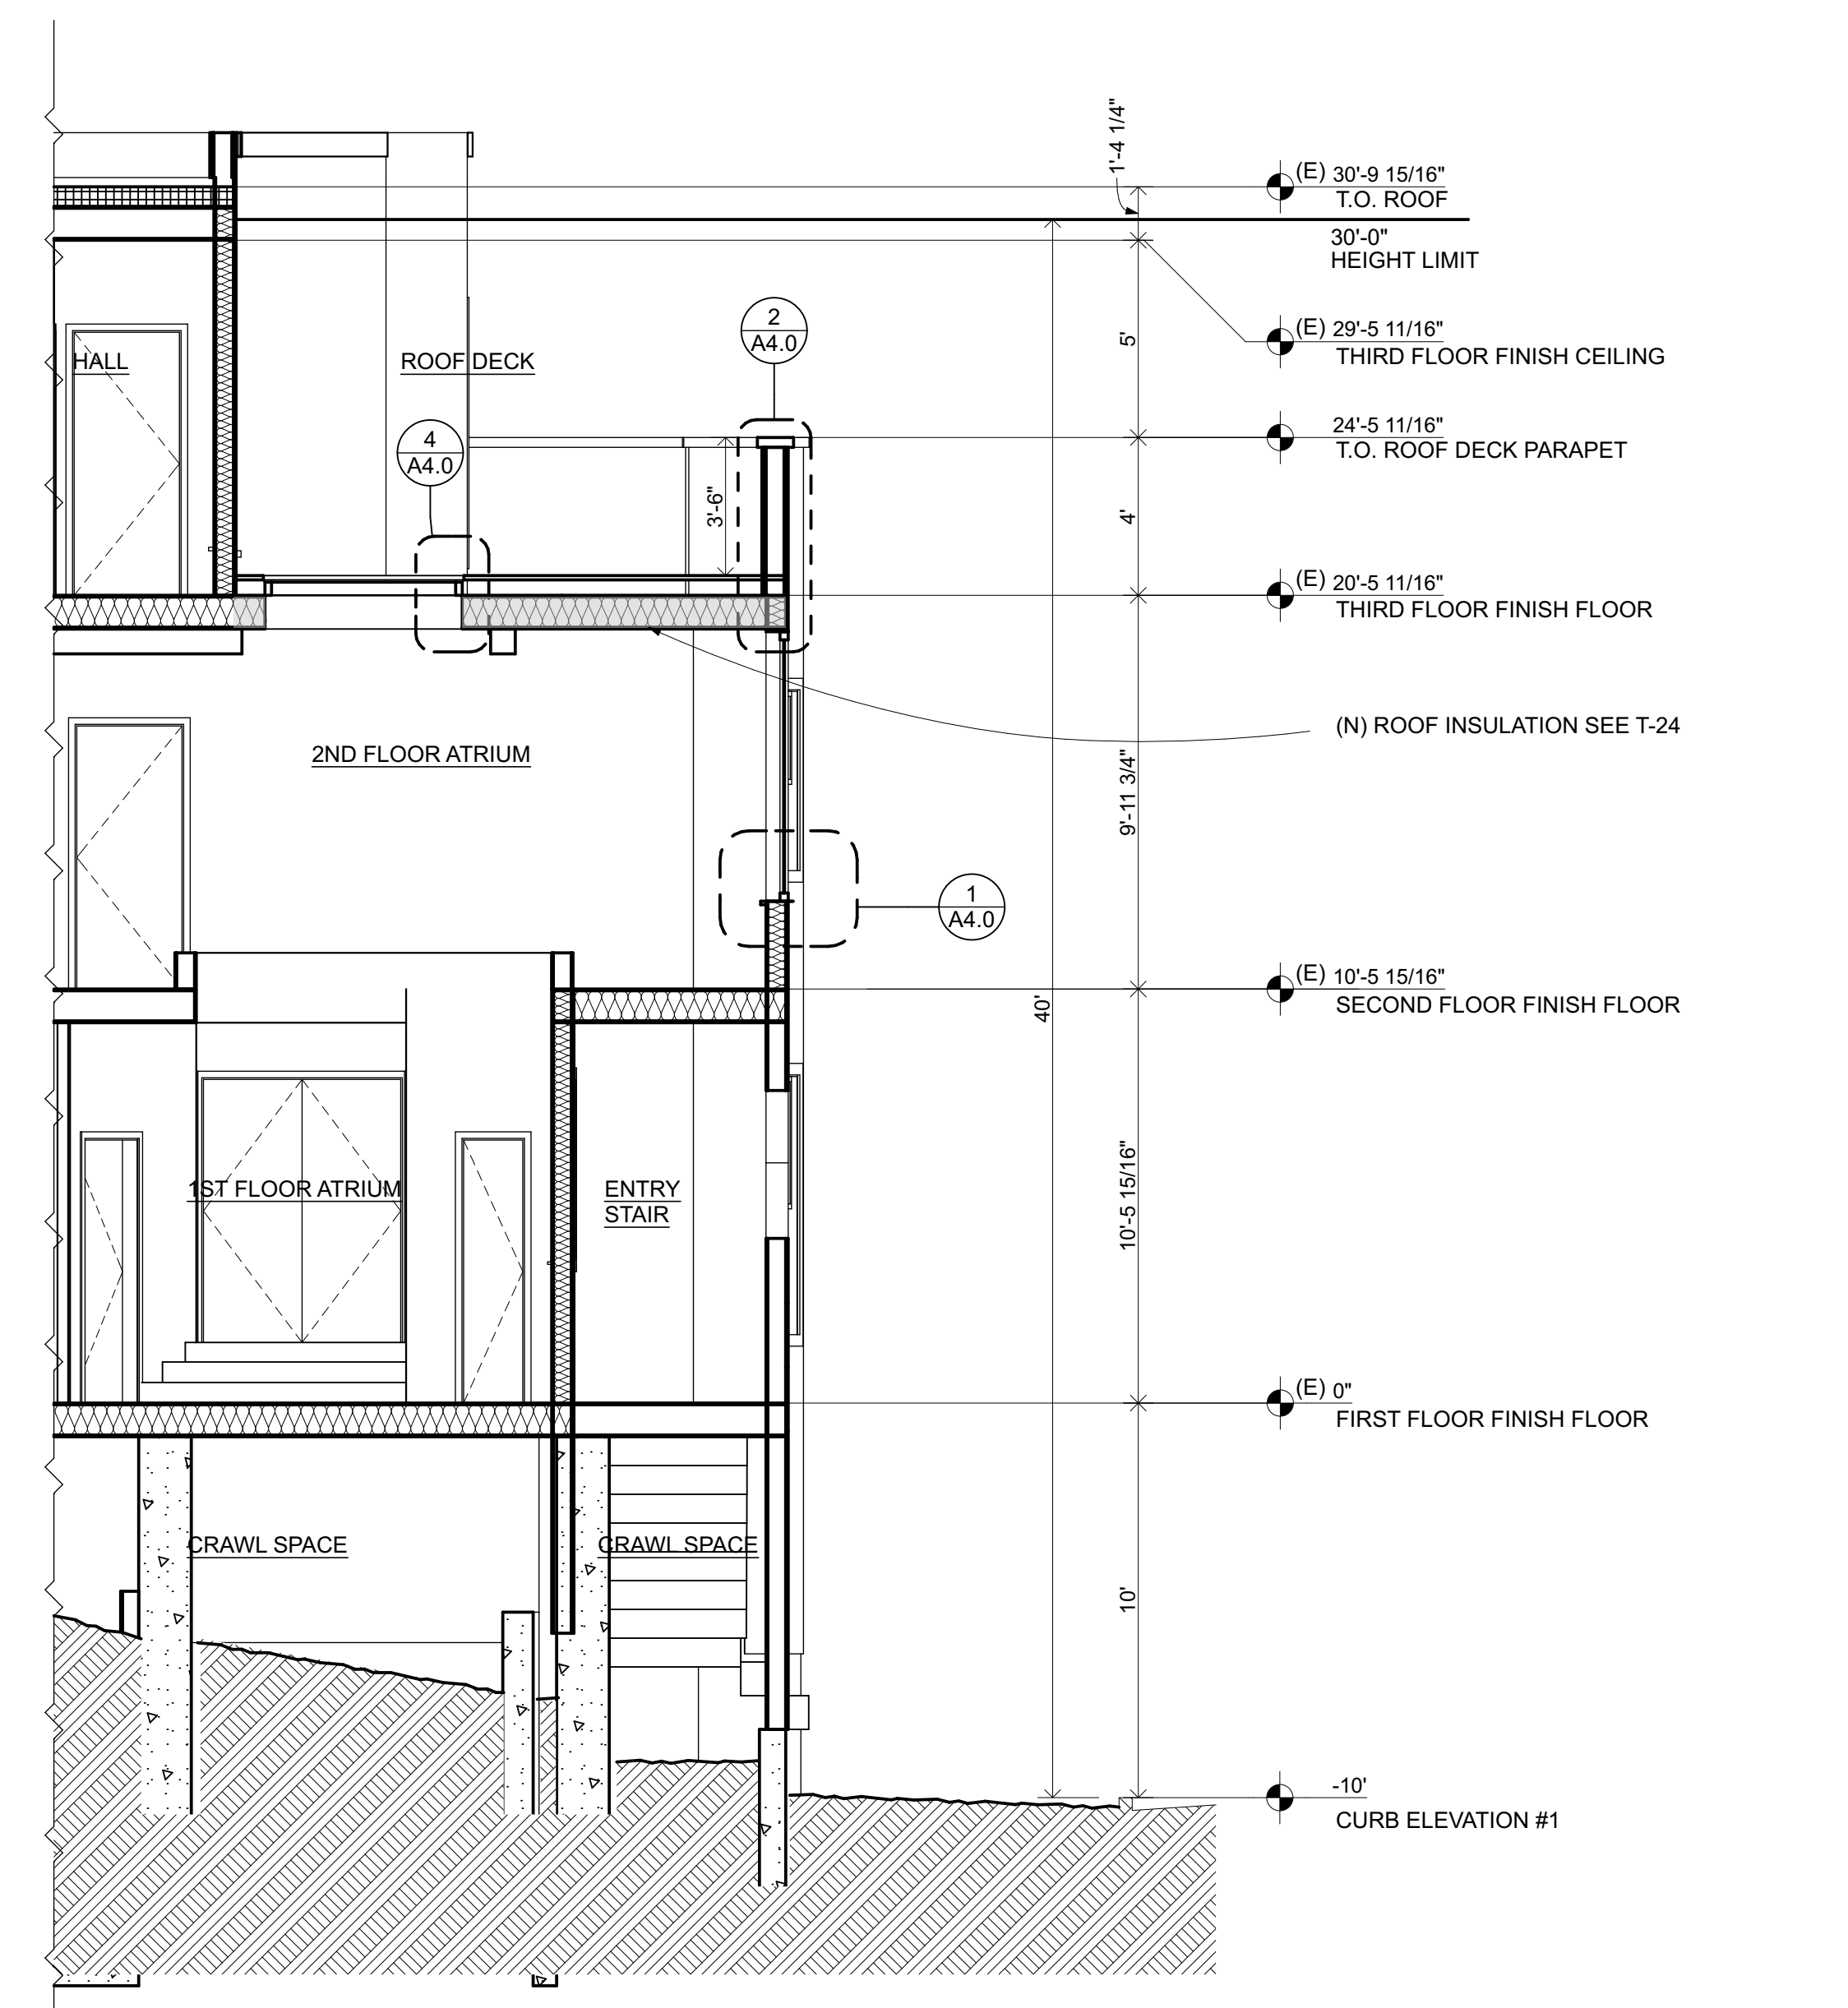 1'-4 1/4"
(E) 30'-9 15/16"
T.O. ROOF
30'-0"
HEIGHT LIMIT
(E) 29'-5 11/16"
THIRD FLOOR FINISH CEILING
5'
2
A4.0
HALL
ROOF DECK
4
A4.0
24'-5 11/16"
T.O. ROOF DECK PARAPET
3'-6"
4'
(E) 20'-5 11/16"
THIRD FLOOR FINISH FLOOR
(N) ROOF INSULATION SEE T-24
2ND FLOOR ATRIUM
9'-11 3/4"
1
A4.0
(E) 10'-5 15/16"
SECOND FLOOR FINISH FLOOR
40'
1ST FLOOR ATRIUM
ENTRY
STAIR
10'-5 15/16"
(E) 0"
FIRST FLOOR FINISH FLOOR
CRAWL SPACE
CRAWL SPACE
10'
-10'
CURB ELEVATION #1